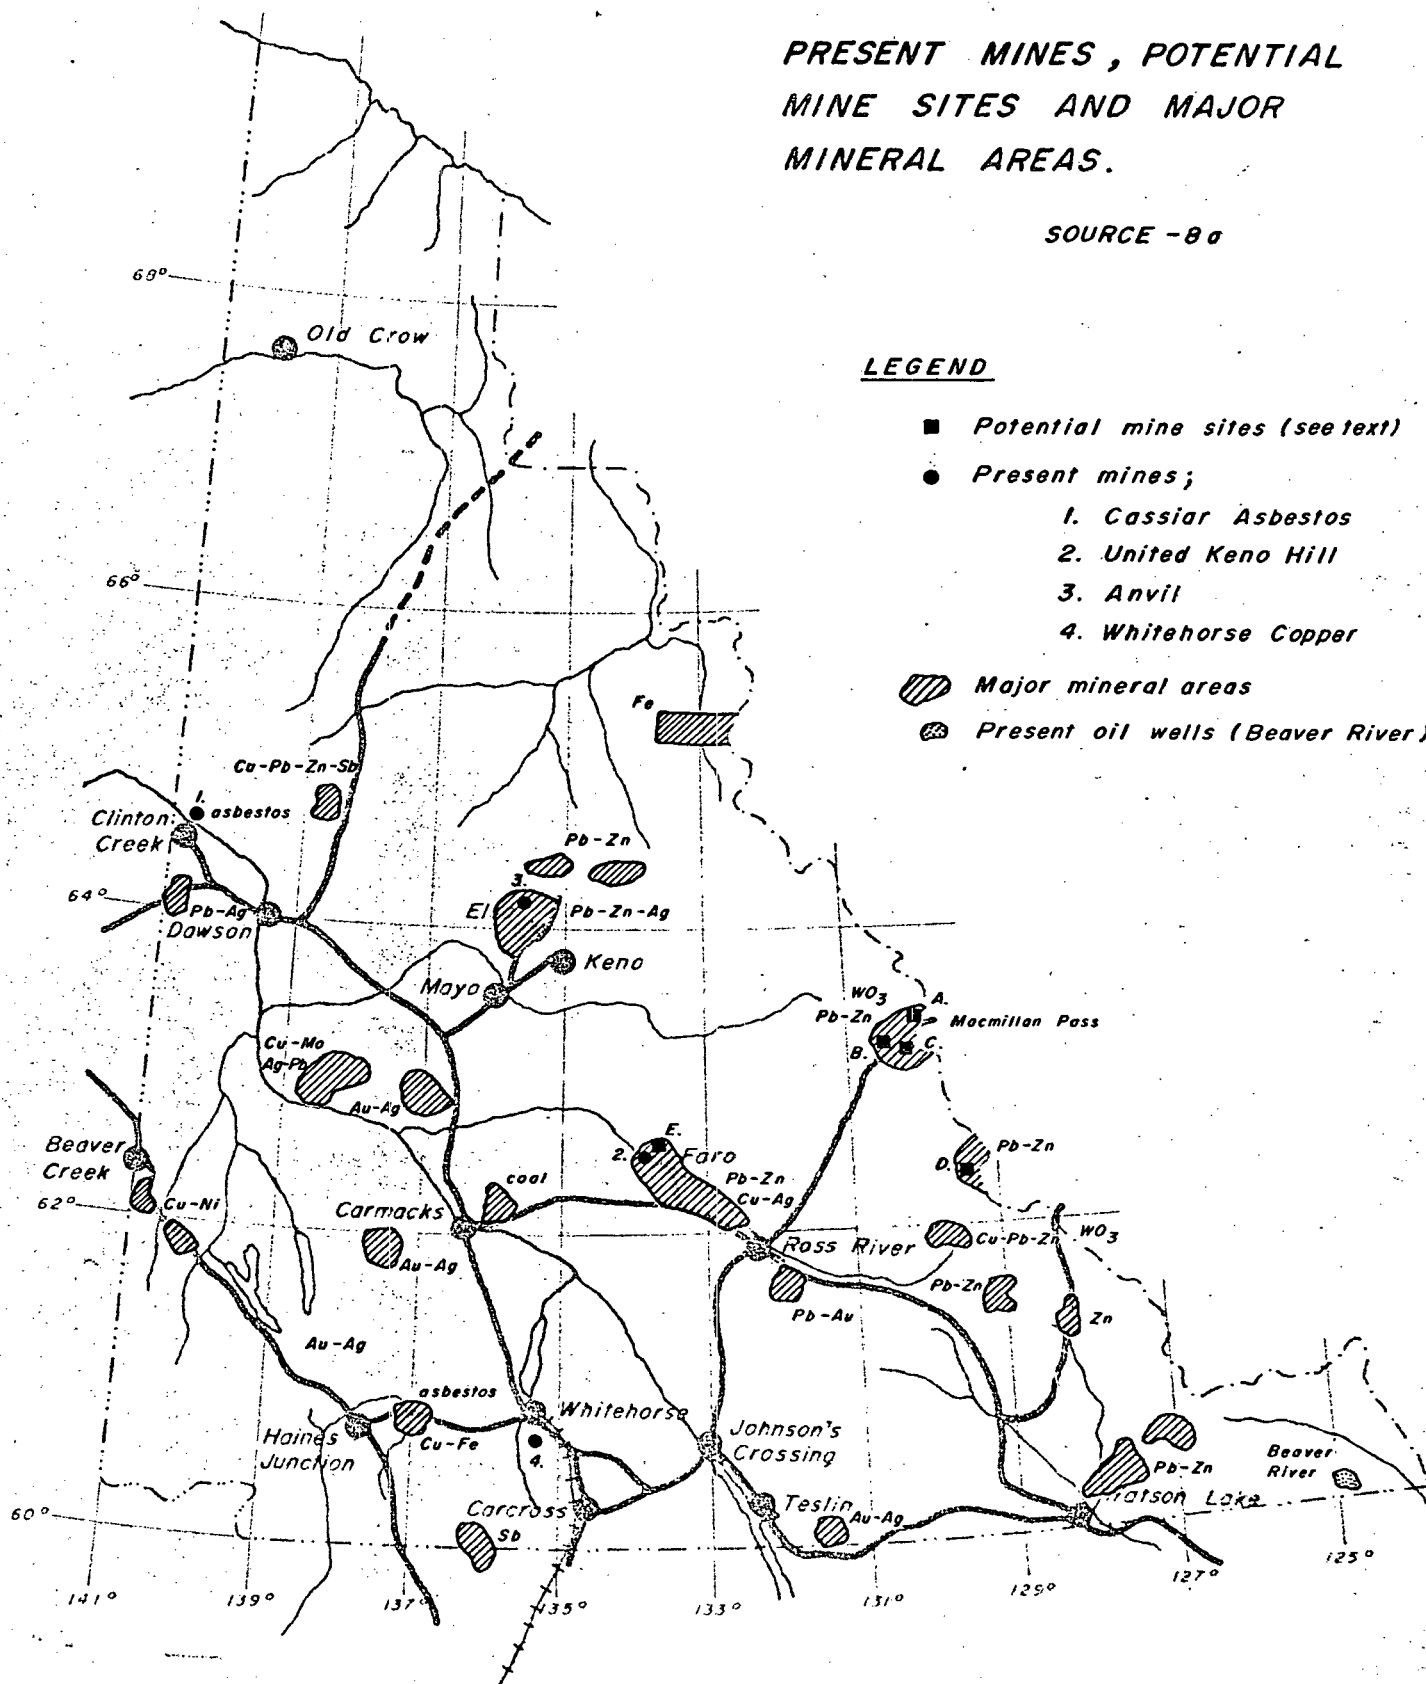 PRESENT MINES, POTENTIAL
MINE SITES AND MAJOR
MINERAL AREAS.
SOURCE - 8a
LEGEND
Potential mine sites (see text)
Present mines;
1. Cassiar Asbestos
2. United Keno Hill
3. Anvil
4. Whitehorse Copper
Major mineral areas
Present oil wells (Beaver River)
68°
Old Crow
66°
Fe
Cu-Pb-Zn-Sb
1.
asbestos
Clinton
Creek
Pb-Zn
64°
Pb-Ag
Dawson
3.
El
Pb-Zn-Ag
Keno
Mayo
WO3
Pb-Zn
A.
Macmillan Pass
B.
C.
Cu-Mo
Ag-Pb
Au-Ag
Beaver
Creek
62°
Cu-Ni
E.
2.
Faro
Pb-Zn
Cu-Ag
coal
Carmacks
Au-Ag
D.
Pb-Zn
Ross River
Cu-Pb-Zn
WO3
Pb-Zn
Pb-Au
Zn
Au-Ag
asbestos
Whitehorse
Haines
Junction
Cu-Fe
4.
Johnson's
Crossing
Beaver
River
Pb-Zn
atson Lake
Carcross
Teslin
Au-Ag
Sb
60°
141°
139°
137°
135°
133°
131°
129°
127°
125°